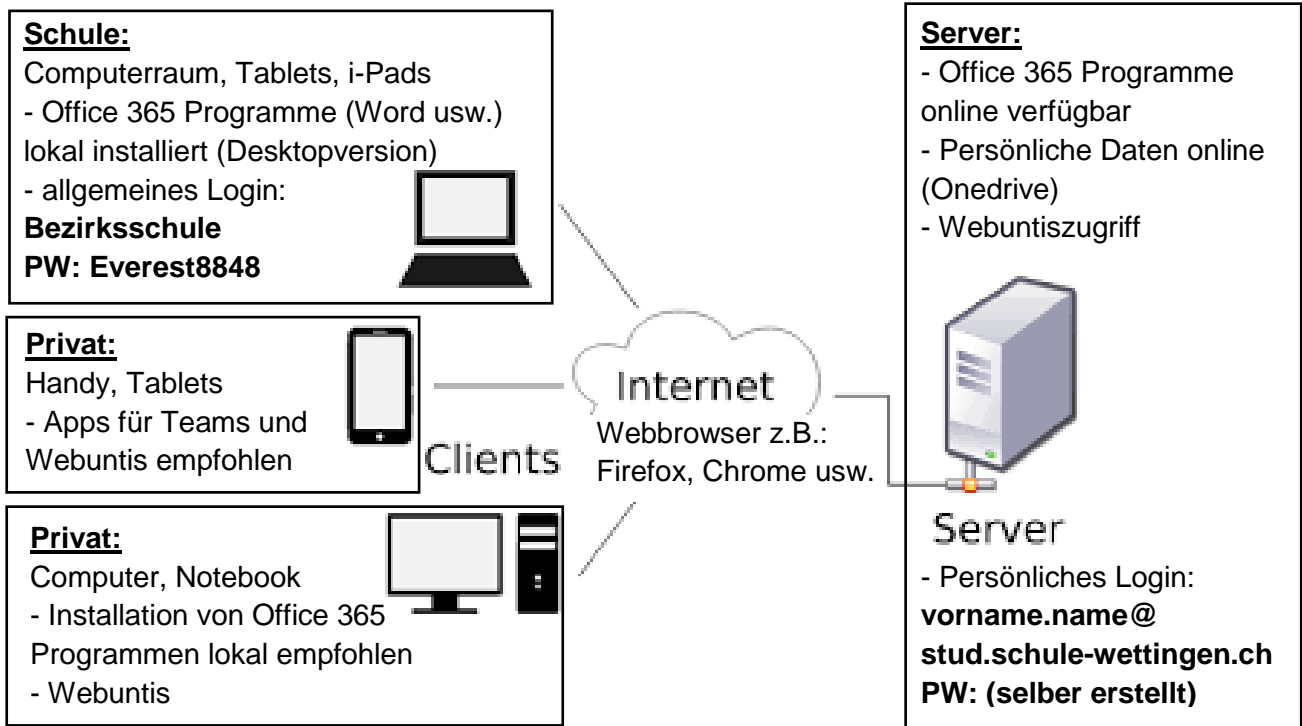 Schule:
Computerraum, Tablets, i-Pads
- Office 365 Programme (Word usw.)
lokal installiert (Desktopversion)
- allgemeines Login:
Bezirksschule
PW: Everest8848
Privat:
Handy, Tablets
- Apps für Teams und
Webuntis empfohlen
Clients
Privat:
Computer, Notebook
- Installation von Office 365
Programmen lokal empfohlen
- Webuntis
Internet
Webbrowser z.B.:
Firefox, Chrome usw.
Server:
- Office 365 Programme
online verfügbar
- Persönliche Daten online
(Onedrive)
- Webuntiszugriff
Server
- Persönliches Login:
vorname.name@
stud.schule-wettingen.ch
PW: (selber erstellt)